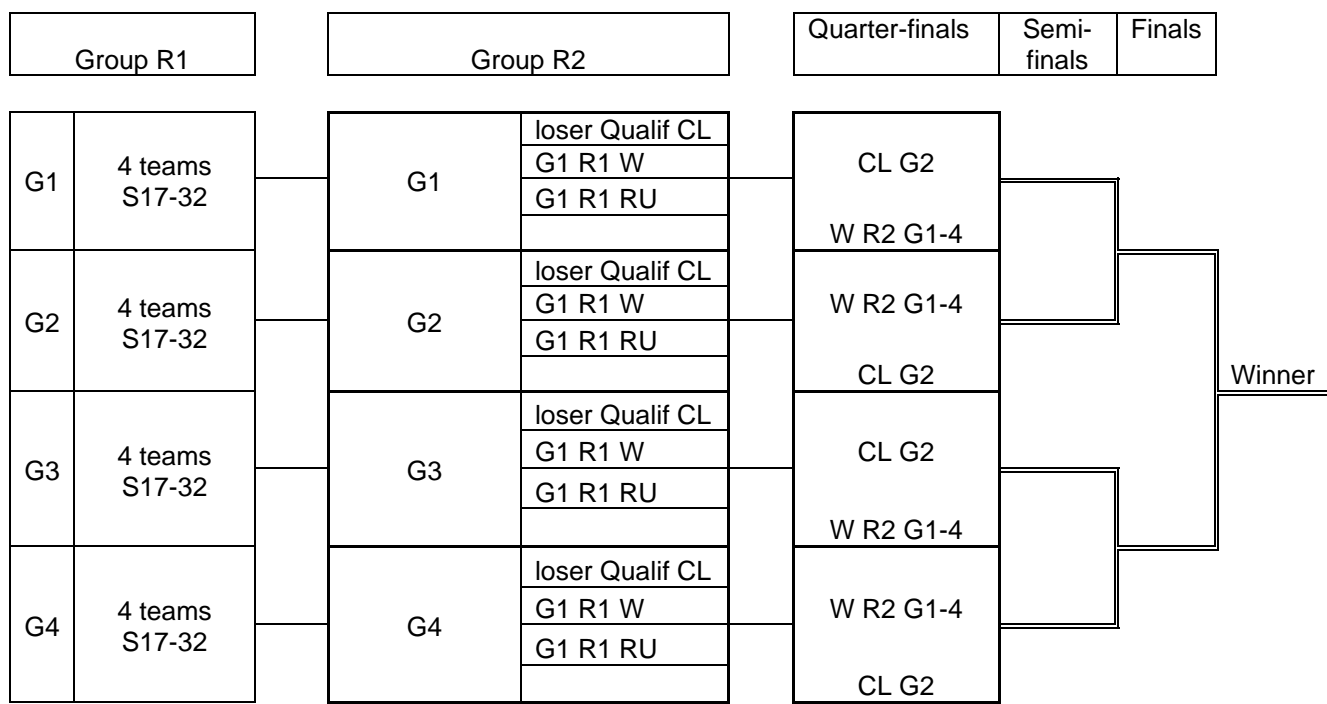 Group R1
Group R2
Quarter-finals
Semi-
finals
Finals
G1
4 teams
S17-32
G1
loser Qualif CL
G1 R1 W
G1 R1 RU
CL G2
W R2 G1-4
G2
4 teams
S17-32
G2
loser Qualif CL
G1 R1 W
G1 R1 RU
W R2 G1-4
CL G2
Winner
G3
4 teams
S17-32
G3
loser Qualif CL
G1 R1 W
G1 R1 RU
CL G2
W R2 G1-4
G4
4 teams
S17-32
G4
loser Qualif CL
G1 R1 W
G1 R1 RU
W R2 G1-4
CL G2